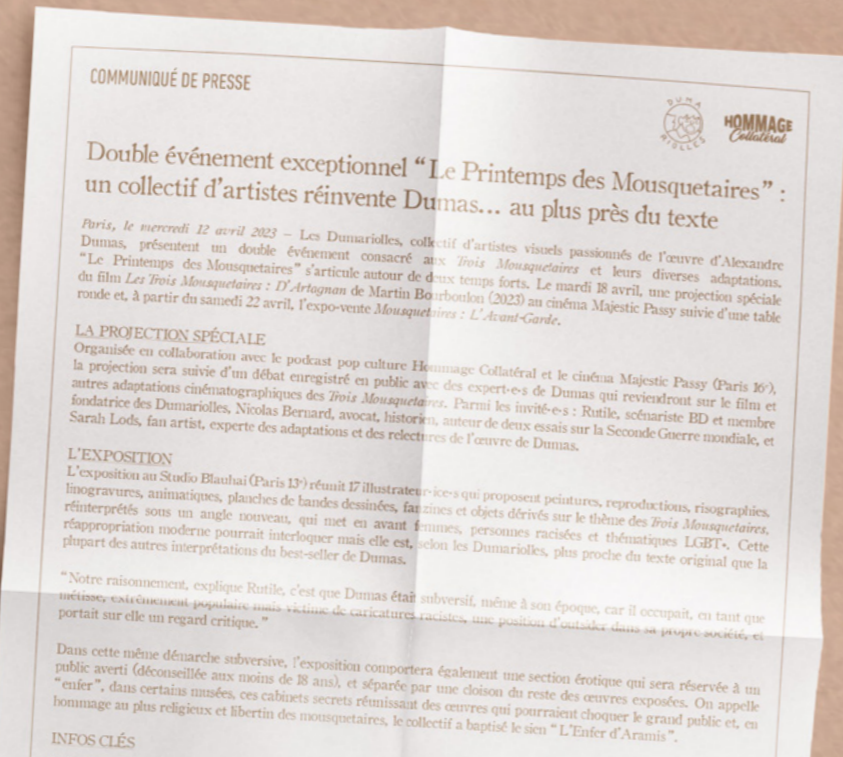 COMMUNIQUÉ DE PRESSE
DUMA
RIOLLES
HOMMAGE
Collatéral
Double événement exceptionnel “Le Printemps des Mousquetaires” :
un collectif d’artistes réinvente Dumas... au plus près du texte
Paris, le mercredi 12 avril 2023 – Les Dumariolles, collectif d’artistes visuels passionnés de l’œuvre d’Alexandre
Dumas, présentent un double événement consacré aux Trois Mousquetaires et leurs diverses adaptations.
“Le Printemps des Mousquetaires” s’articule autour de deux temps forts. Le mardi 18 avril, une projection spéciale
du film Les Trois Mousquetaires : D’Artagnan de Martin Bourboulon (2023) au cinéma Majestic Passy suivie d’une table
ronde et, à partir du samedi 22 avril, l’expo-vente Mousquetaires : L’Avant-Garde.
LA PROJECTION SPÉCIALE
Organisée en collaboration avec le podcast pop culture Hommage Collatéral et le cinéma Majestic Passy (Paris 16e),
la projection sera suivie d’un débat enregistré en public avec des expert·e·s de Dumas qui reviendront sur le film et
autres adaptations cinématographiques des Trois Mousquetaires. Parmi les invité·e·s : Rutile, scénariste BD et membre
fondatrice des Dumariolles, Nicolas Bernard, avocat, historien, auteur de deux essais sur la Seconde Guerre mondiale, et
Sarah Lods, fan artist, experte des adaptations et des relectures de l’œuvre de Dumas.
L’EXPOSITION
L’exposition au Studio Blauhai (Paris 13e) réunit 17 illustrateur·ice·s qui proposent peintures, reproductions, risographies,
linogravures, animatiques, planches de bandes dessinées, fanzines et objets dérivés sur le thème des Trois Mousquetaires,
réinterprétés sous un angle nouveau, qui met en avant femmes, personnes racisées et thématiques LGBT+. Cette
réappropriation moderne pourrait interloquer mais elle est, selon les Dumariolles, plus proche du texte original que la
plupart des autres interprétations du best-seller de Dumas.
“Notre raisonnement, explique Rutile, c’est que Dumas était subversif, même à son époque, car il occupait, en tant que
métisse, extrêmement populaire mais victime de caricatures racistes, une position d’outsider dans sa propre société, et
portait sur elle un regard critique.”
Dans cette même démarche subversive, l’exposition comportera également une section érotique qui sera réservée à un
public averti (déconseillée aux moins de 18 ans), et séparée par une cloison du reste des œuvres exposées. On appelle
“enfer”, dans certains musées, ces cabinets secrets réunissant des œuvres qui pourraient choquer le grand public et, en
hommage au plus religieux et libertin des mousquetaires, le collectif a baptisé le sien “L’Enfer d’Aramis”.
INFOS CLÉS